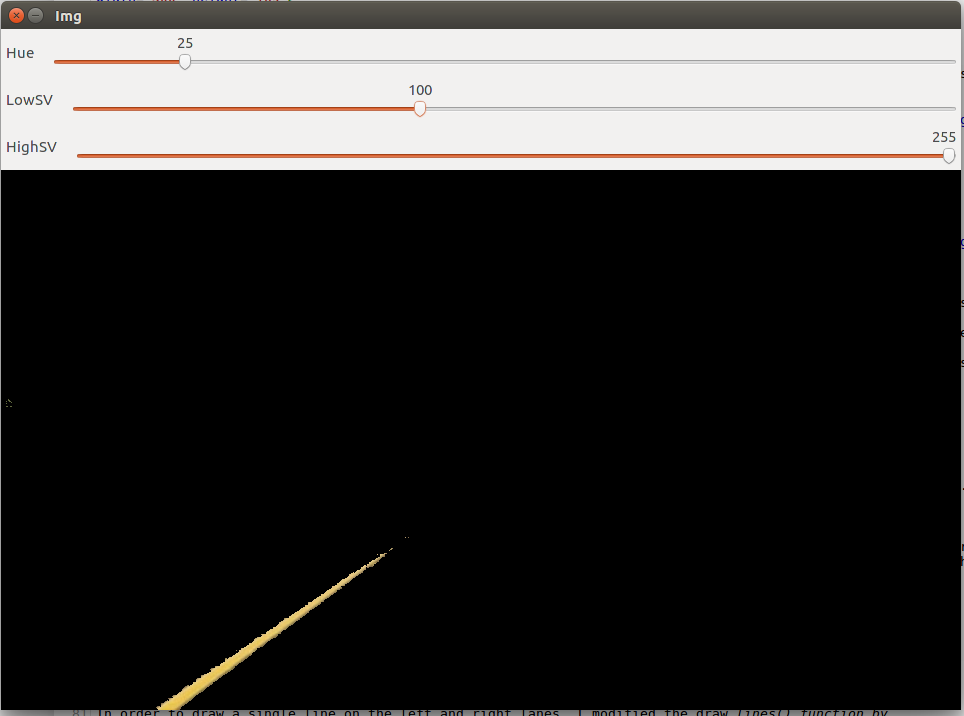 Img
Hue
25
LowSV
100
HighSV
255
81 In order to draw a single line on the left and right lanes, I modified the draw_lines() function by